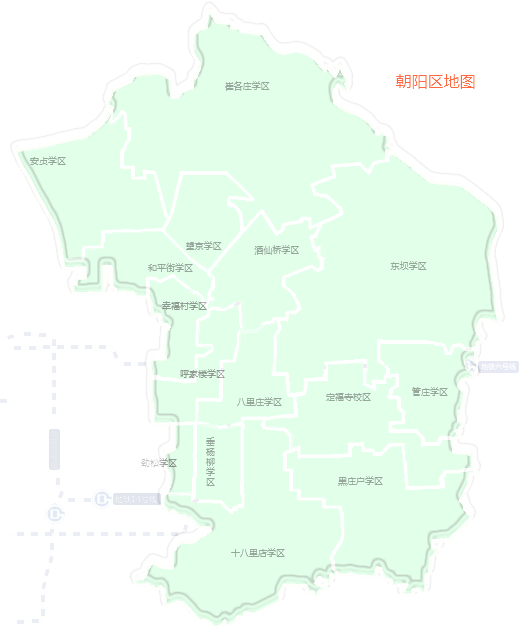 朝阳区地图
崔各庄学区
安贞学区
望京学区
酒仙桥学区
和平街学区
东坝学区
幸福村学区
呼家楼学区
八里庄学区
定福寺校区
管庄学区
劲松学区
垂杨柳学区
黑庄户学区
十八里店学区